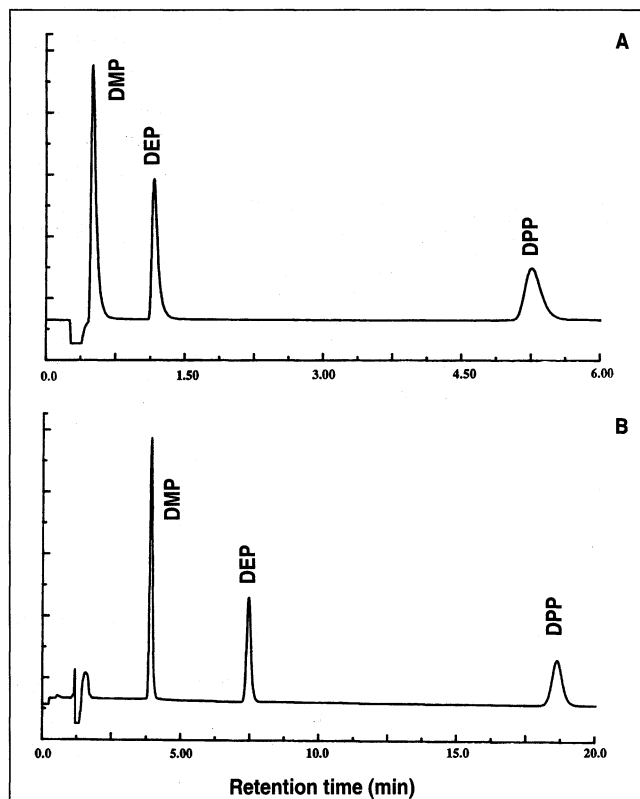 A
DMP
DEP
DPP
0.0 1.50 3.00 4.50 6.00
B
DMP
DEP
DPP
0.0 5.00 10.0 15.0 20.0
Retention time (min)